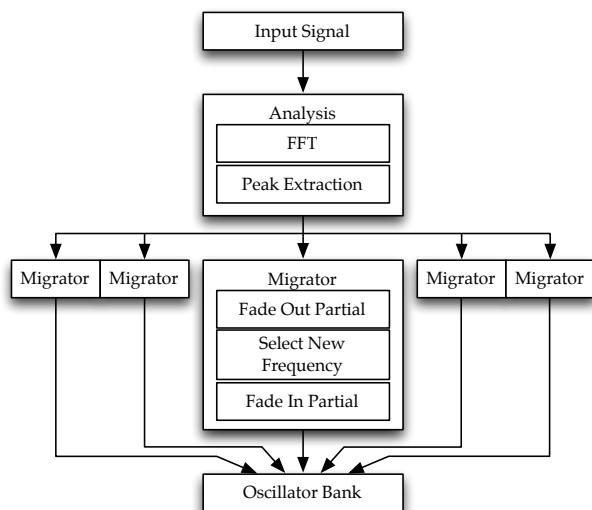 Input Signal
Analysis
FFT
Peak Extraction
Migrator
Migrator
Migrator
Migrator
Migrator
Fade Out Partial
Select New
Frequency
Fade In Partial
Oscillator Bank